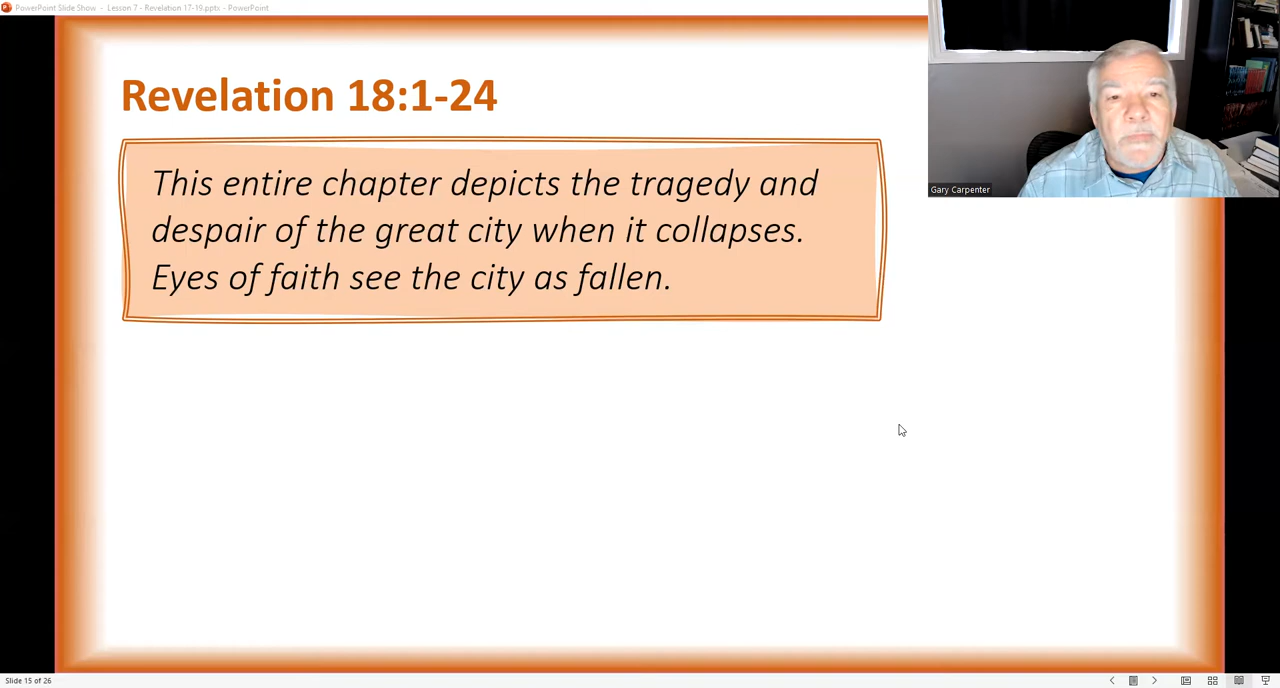 PowerPoint Slide Show - Lesson 7 - Revelation 17-19.pptx - PowerPoint
Revelation 18:1-24
This entire chapter depicts the tragedy and
despair of the great city when it collapses.
Eyes of faith see the city as fallen.
Gary Carpenter
Slide 15 of 26